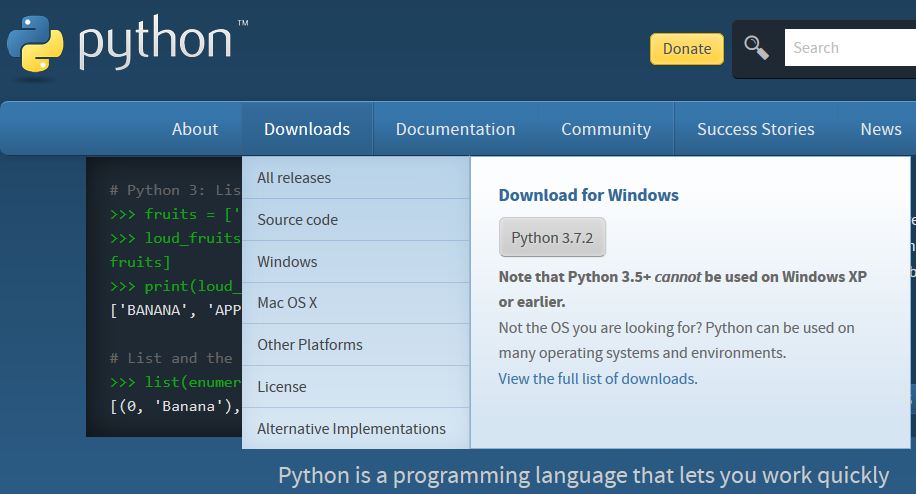 python™
Donate
Search
About
Downloads
Documentation
Community
Success Stories
News
# Python 3: Lis
>>> fruits = ['
>>> loud_fruits
fruits]
>>> print(loud_
['BANANA', 'APP
# List and the
>>> list(enumer
[(0, 'Banana'),
All releases
Source code
Windows
Mac OS X
Other Platforms
License
Alternative Implementations
Download for Windows
Python 3.7.2
Note that Python 3.5+ cannot be used on Windows XP
or earlier.
Not the OS you are looking for? Python can be used on
many operating systems and environments.
View the full list of downloads.
Python is a programming language that lets you work quickly